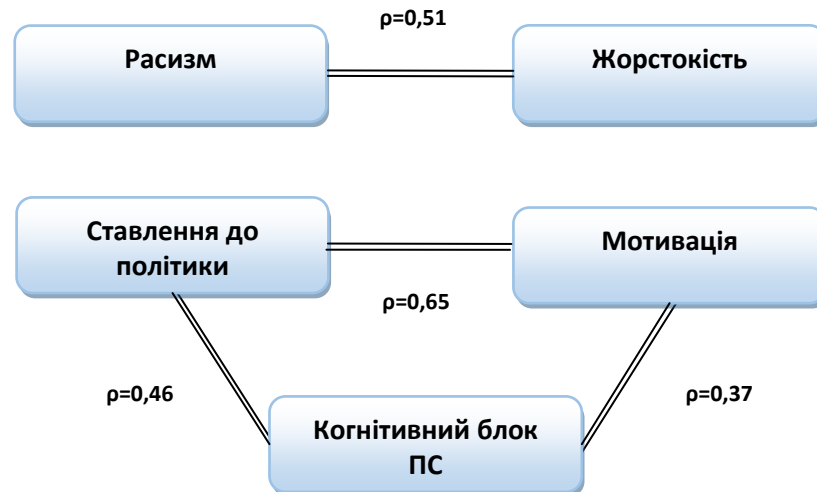 ρ=0,51
Расизм
Жорстокість
Ставлення до
політики
Мотивація
ρ=0,65
ρ=0,46
ρ=0,37
Когнітивний блок
ПС